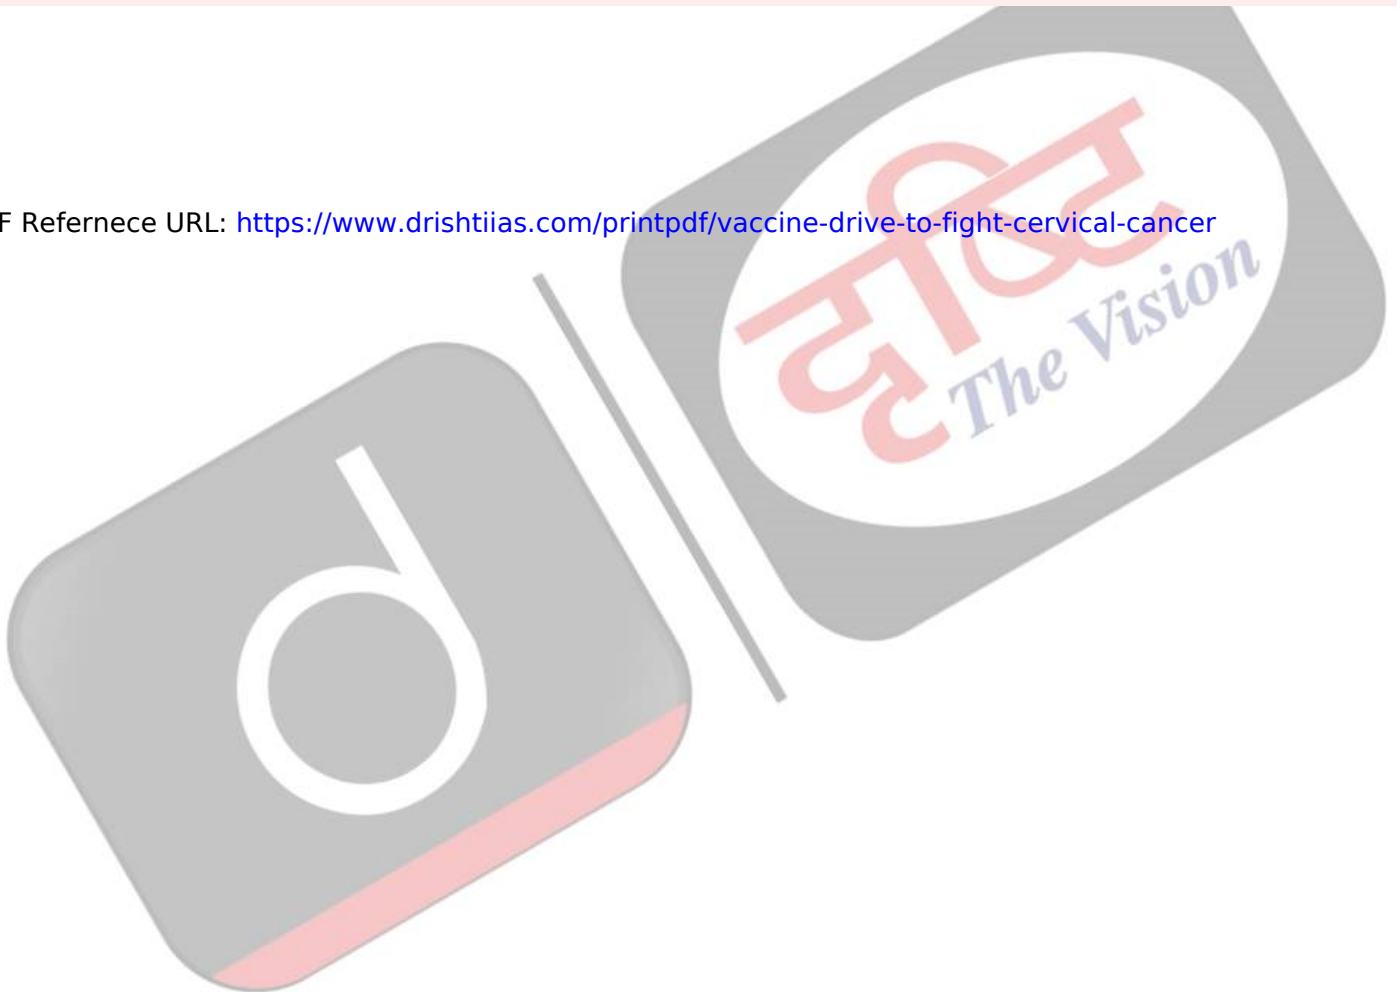 F Refernece URL: https://www.drishtiias.com/printpdf/vaccine-drive-to-fight-cervical-cancer
दृष्टि
The Vision